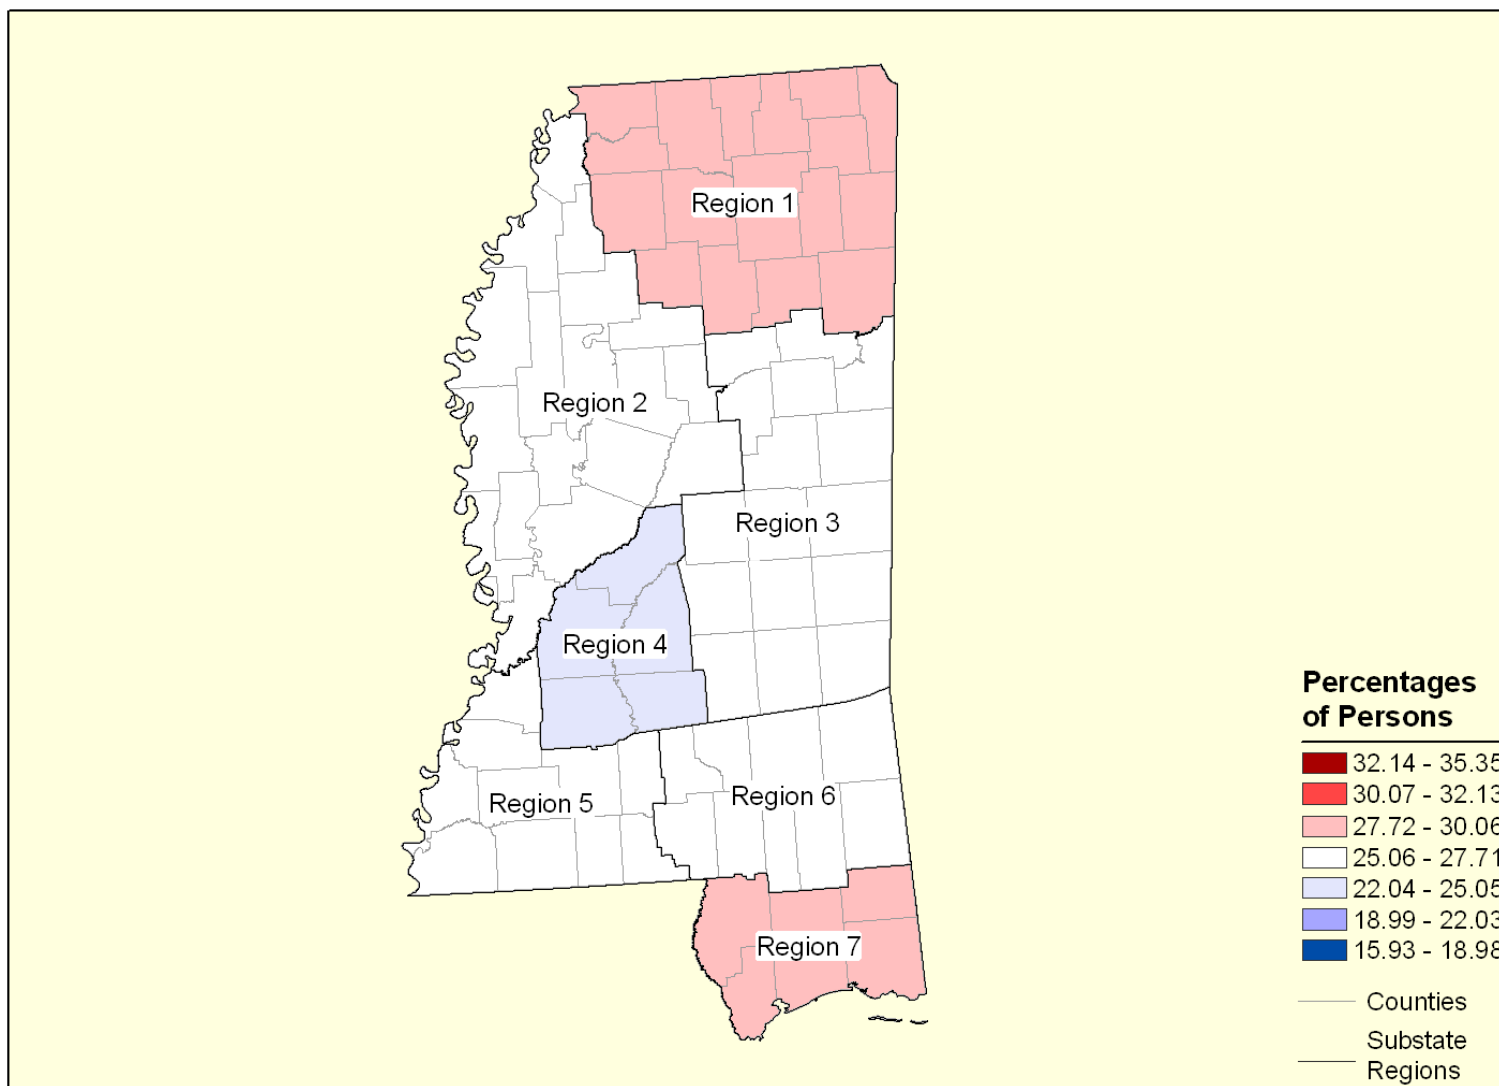 Region 1
Region 2
Region 3
Region 4
Region 5
Region 6
Region 7
Percentages
of Persons
32.14 - 35.35
30.07 - 32.13
27.72 - 30.06
25.06 - 27.71
22.04 - 25.05
18.99 - 22.03
15.93 - 18.98
Counties
Substate
Regions